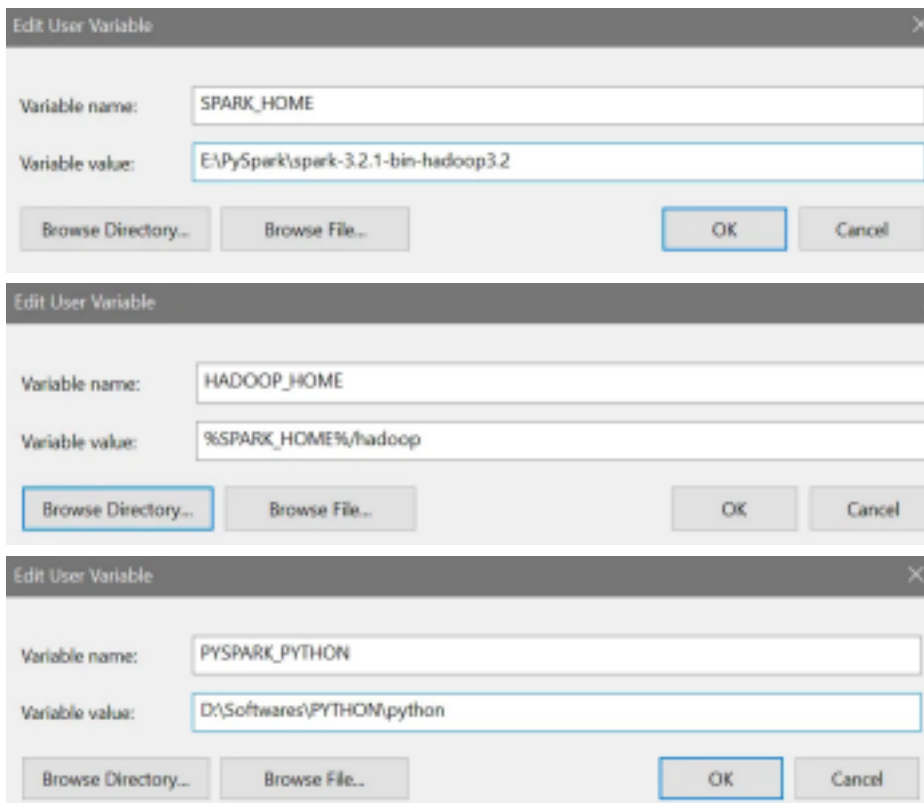 Edit User Variable
Variable name: SPARK_HOME
Variable value: E:\PySpark\spark-3.2.1-bin-hadoop3.2
Browse Directory... Browse File... OK Cancel
Edit User Variable
Variable name: HADOOP_HOME
Variable value: %SPARK_HOME%/hadoop
Browse Directory... Browse File... OK Cancel
Edit User Variable
Variable name: PYSPARK_PYTHON
Variable value: D:\Softwares\PYTHON\python
Browse Directory... Browse File... OK Cancel